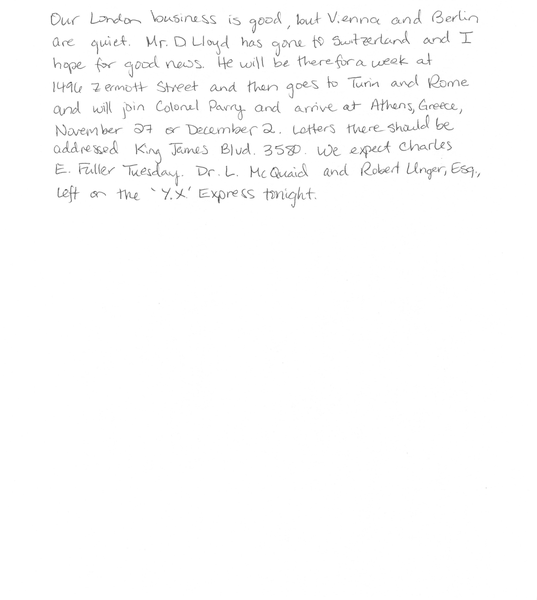 Our London business is good, but Vienna and Berlin
are quiet. Mr. D Lloyd has gone to Switzerland and I
hope for good news. He will be there for a week at
1496 Zermott Street and then goes to Turin and Rome
and will join Colonel Parry and arrive at Athens, Greece,
November 27 or December 2. Letters there should be
addressed King James Blvd. 3580. We expect Charles
E. Fuller Tuesday. Dr. L. McQuaid and Robert Unger, Esq.,
left on the 'Y.X.' Express tonight.